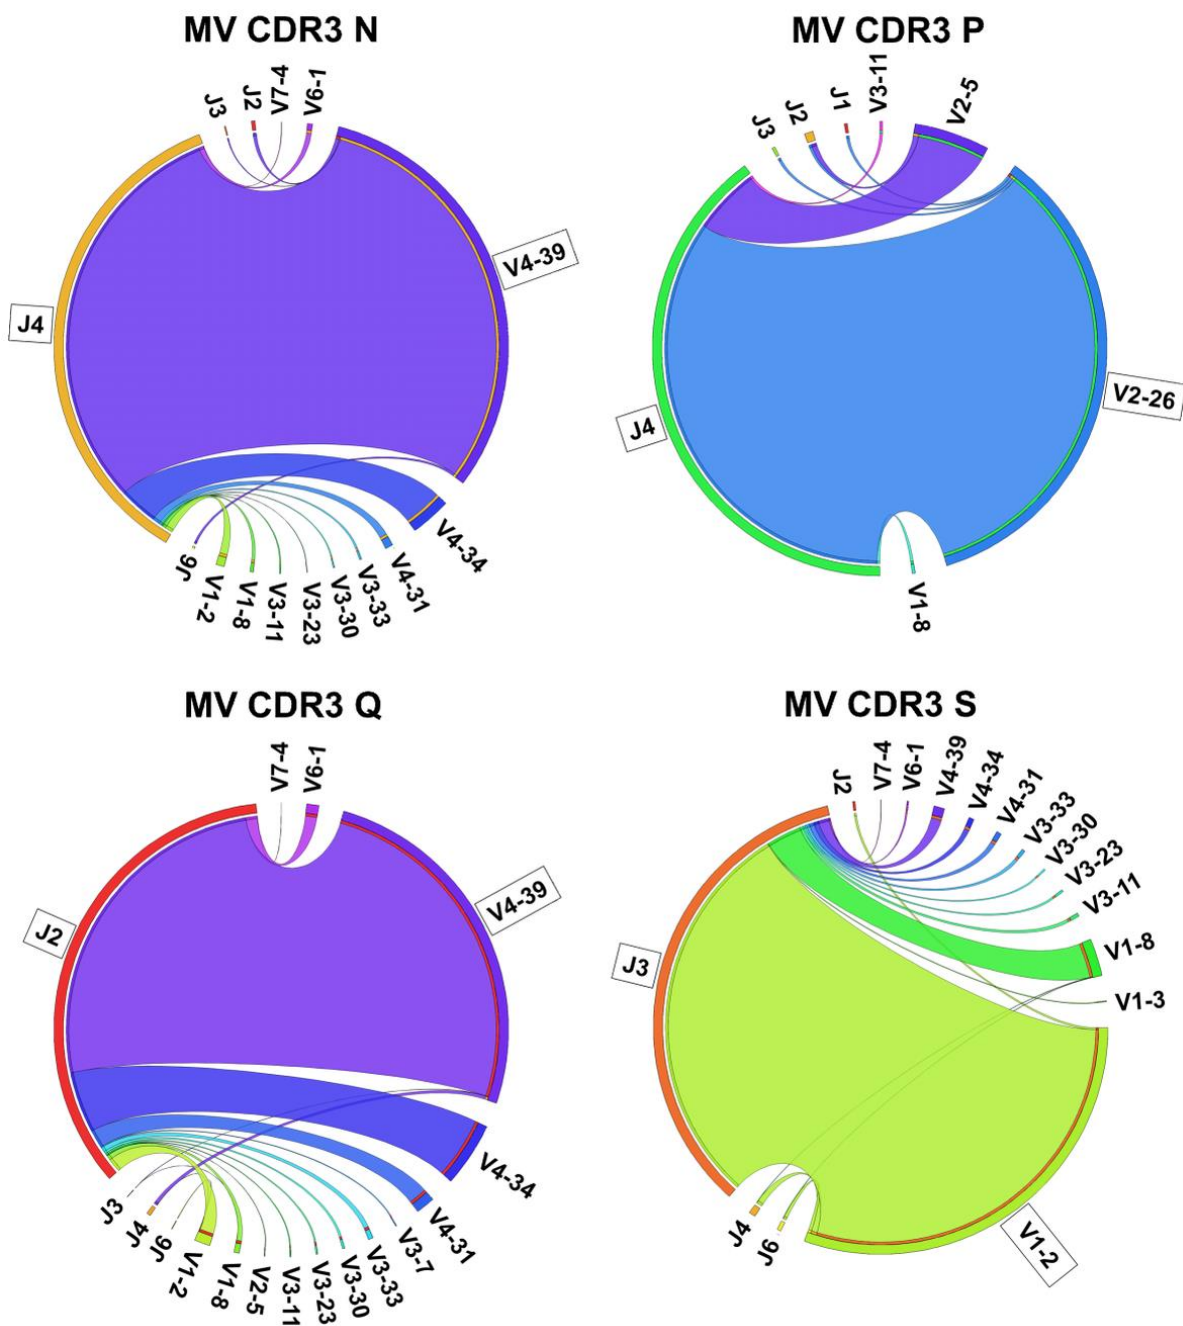 MV CDR3 N
J3
J2
V7-4
V6-1
V4-39
J4
V4-34
V4-31
V3-33
V3-30
V3-23
V3-11
V1-8
V1-2
J6
MV CDR3 P
J3
J2
J1
V3-11
V2-5
V2-26
J4
V1-8
MV CDR3 Q
V7-4
V6-1
V4-39
J2
V4-34
V4-31
V3-7
V3-33
V3-30
V3-23
V3-11
V2-5
V1-8
V1-2
J6
J4
J3
MV CDR3 S
J2
V7-4
V6-1
V4-39
V4-34
V4-31
V3-33
V3-30
V3-23
V3-11
V1-8
V1-3
J3
V1-2
J6
J4